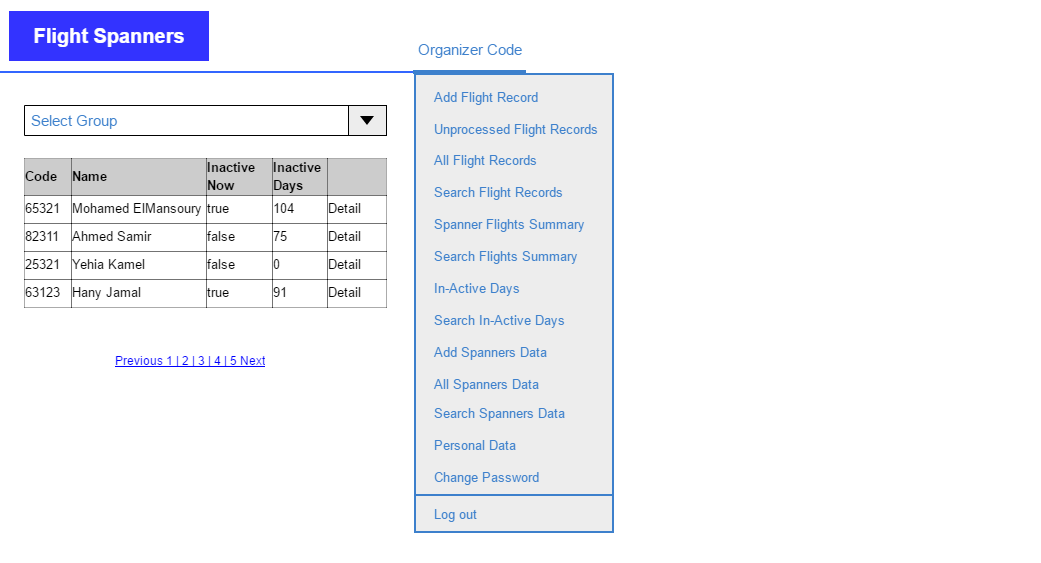 Flight Spanners
Organizer Code
Select Group
Code Name Inactive Now Inactive Days
65321 Mohamed ElMansoury true 104 Detail
82311 Ahmed Samir false 75 Detail
25321 Yehia Kamel false 0 Detail
63123 Hany Jamal true 91 Detail
Previous 1 | 2 | 3 | 4 | 5 Next
Add Flight Record
Unprocessed Flight Records
All Flight Records
Search Flight Records
Spanner Flights Summary
Search Flights Summary
In-Active Days
Search In-Active Days
Add Spanners Data
All Spanners Data
Search Spanners Data
Personal Data
Change Password
Log out